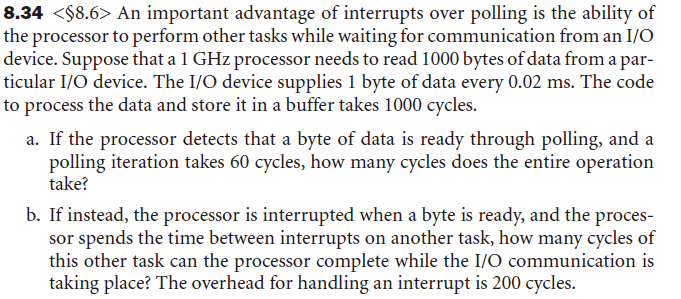 8.34 <§8.6> An important advantage of interrupts over polling is the ability of
the processor to perform other tasks while waiting for communication from an I/O
device. Suppose that a 1 GHz processor needs to read 1000 bytes of data from a par-
ticular I/O device. The I/O device supplies 1 byte of data every 0.02 ms. The code
to process the data and store it in a buffer takes 1000 cycles.
a. If the processor detects that a byte of data is ready through polling, and a
polling iteration takes 60 cycles, how many cycles does the entire operation
take?
b. If instead, the processor is interrupted when a byte is ready, and the proces-
sor spends the time between interrupts on another task, how many cycles of
this other task can the processor complete while the I/O communication is
taking place? The overhead for handling an interrupt is 200 cycles.